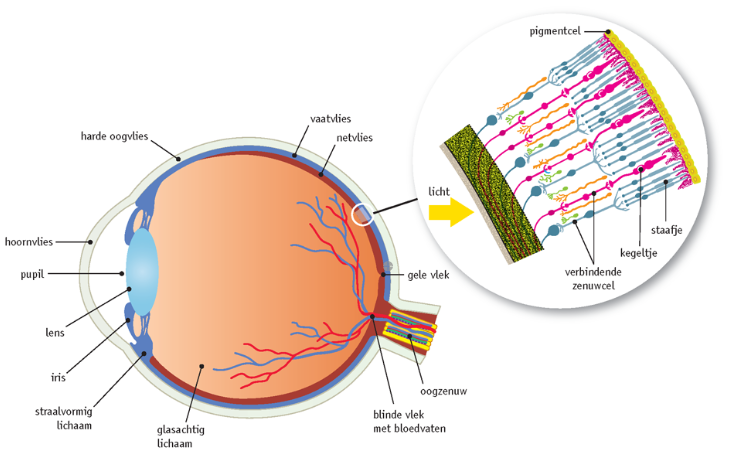 pigmentcel
vaatvlies
netvlies
harde oogvlies
licht
hoornvlies
staafje
kegeltje
verbindende
zenuwcel
pupil
gele vlek
lens
iris
oogzenuw
straalvormig
lichaam
glasachtig
lichaam
blinde vlek
met bloedvaten